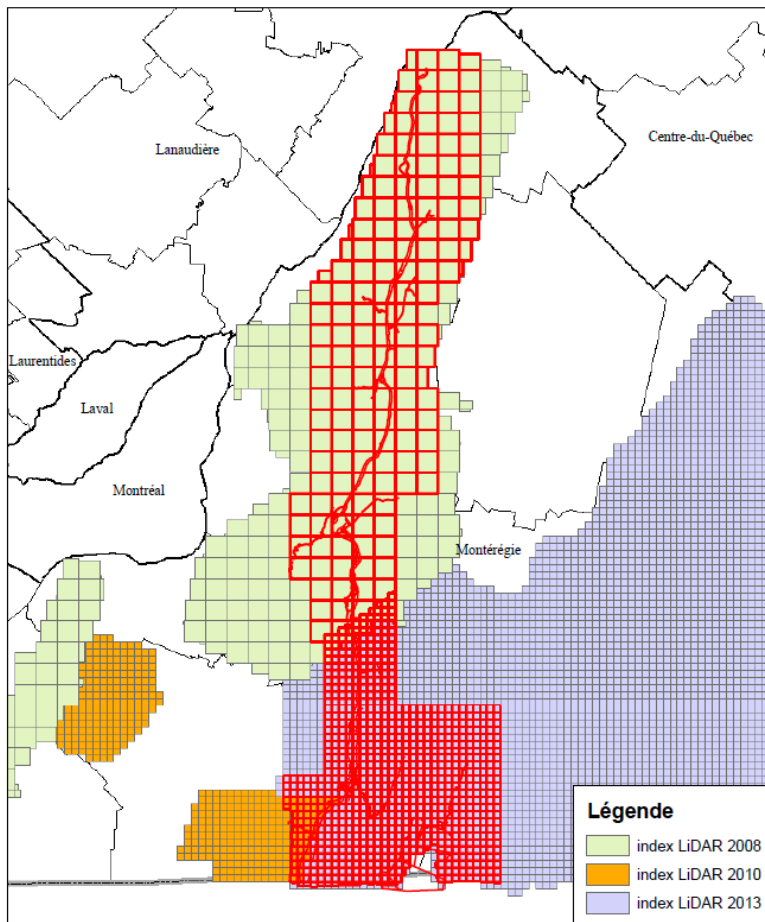 Lanaudière
Centre-du-Québec
Laurentides
Laval
Montréal
Montérégie
Légende
index LiDAR 2008
index LiDAR 2010
index LiDAR 2013